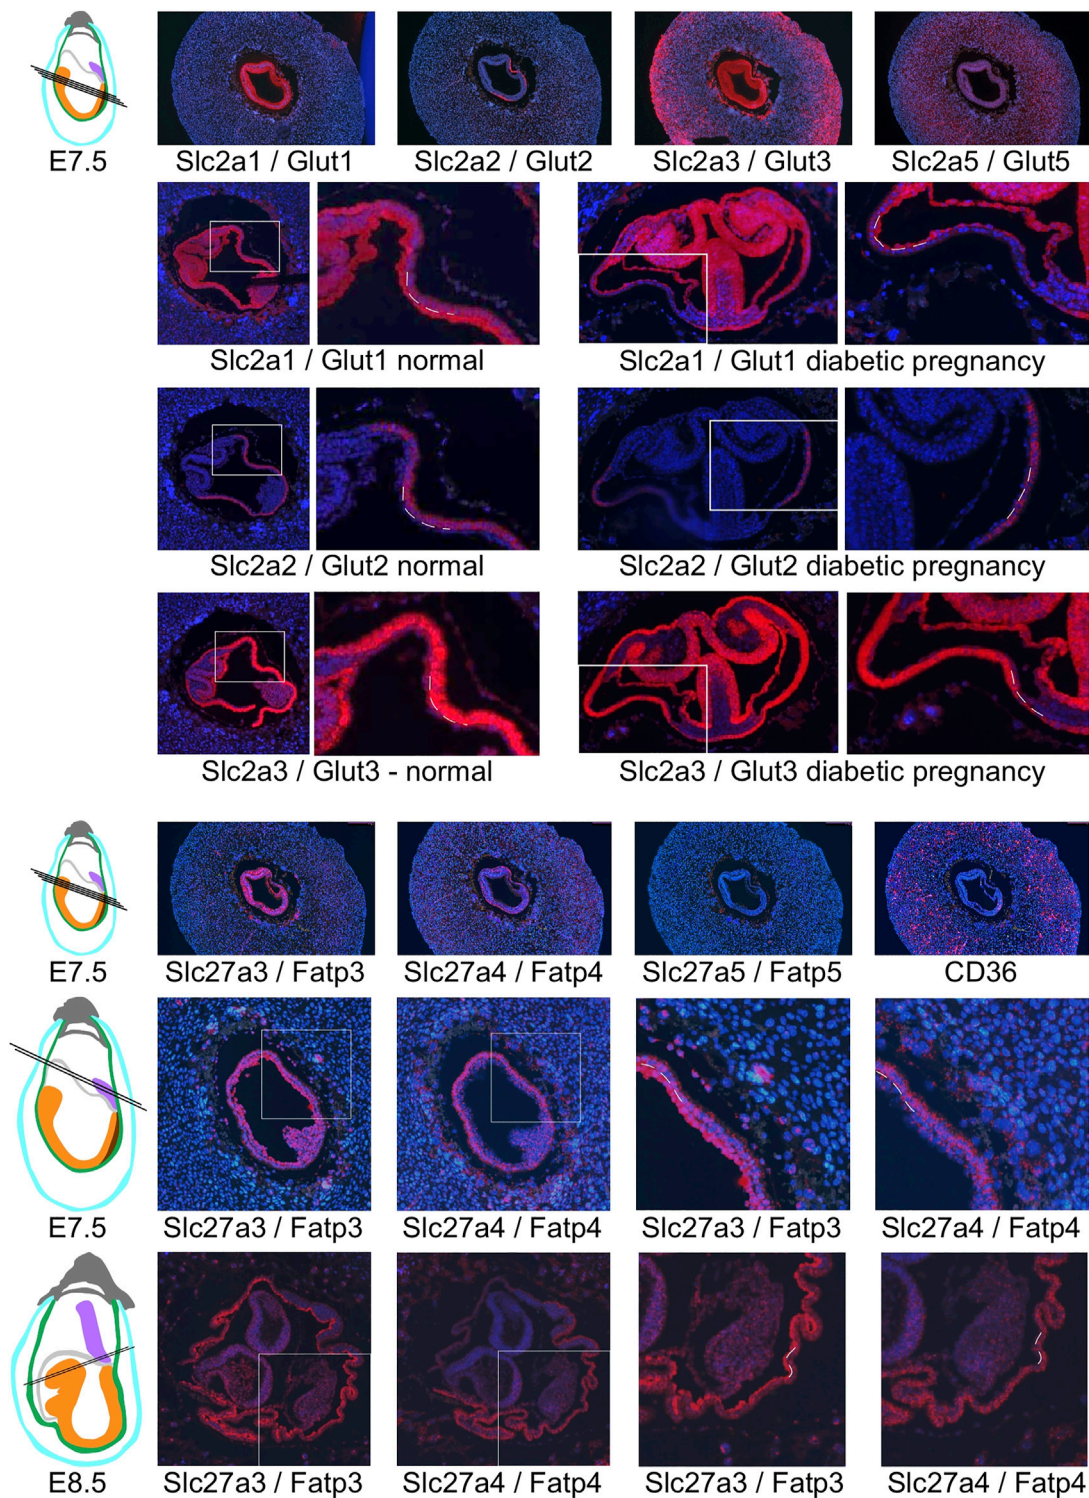 E7.5
Slc2a1 / Glut1
Slc2a2 / Glut2
Slc2a3 / Glut3
Slc2a5 / Glut5
Slc2a1 / Glut1 normal
Slc2a1 / Glut1 diabetic pregnancy
Slc2a2 / Glut2 normal
Slc2a2 / Glut2 diabetic pregnancy
Slc2a3 / Glut3 - normal
Slc2a3 / Glut3 diabetic pregnancy
E7.5
Slc27a3 / Fatp3
Slc27a4 / Fatp4
Slc27a5 / Fatp5
CD36
E7.5
Slc27a3 / Fatp3
Slc27a4 / Fatp4
Slc27a3 / Fatp3
Slc27a4 / Fatp4
E8.5
Slc27a3 / Fatp3
Slc27a4 / Fatp4
Slc27a3 / Fatp3
Slc27a4 / Fatp4